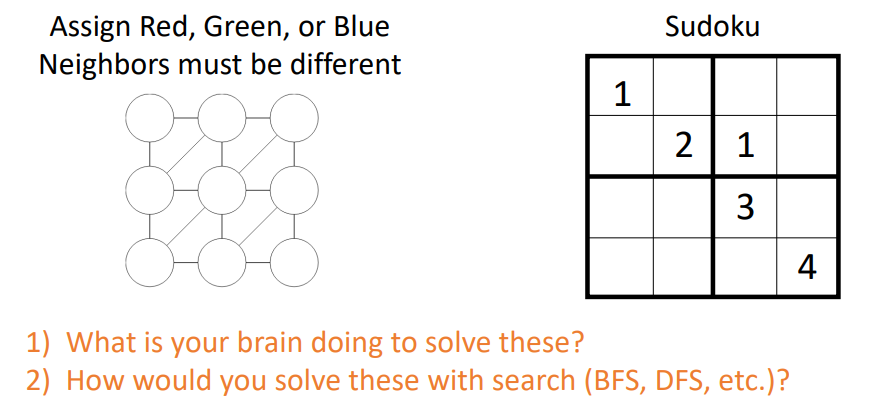 Assign Red, Green, or Blue
Neighbors must be different
Sudoku
1
2 1
3
4
1) What is your brain doing to solve these?
2) How would you solve these with search (BFS, DFS, etc.)?